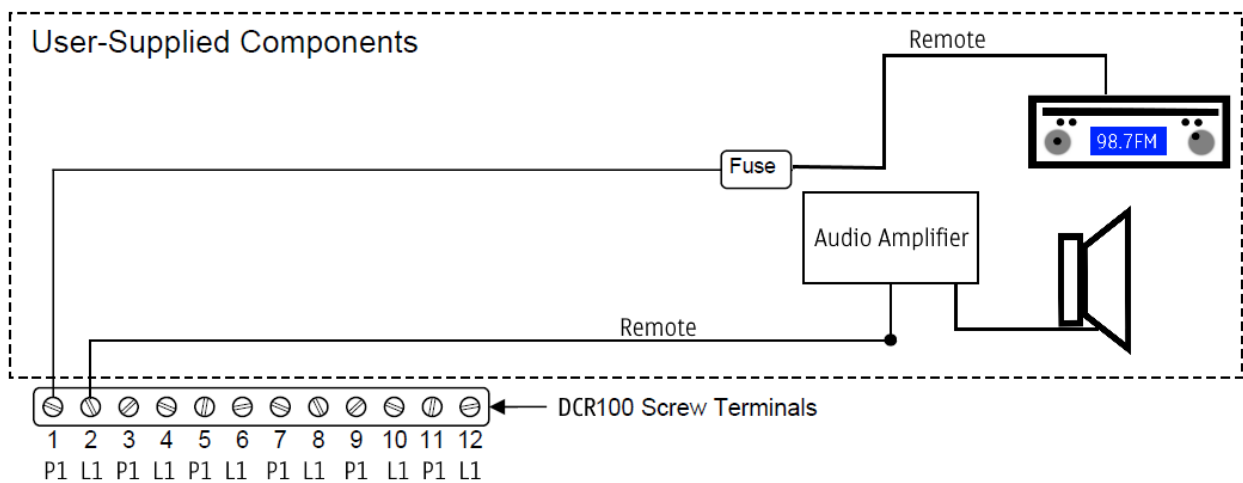 User-Supplied Components
Remote
98.7FM
Fuse
Audio Amplifier
Remote
DCR100 Screw Terminals
1 2 3 4 5 6 7 8 9 10 11 12
P1 L1 P1 L1 P1 L1 P1 L1 P1 L1 P1 L1